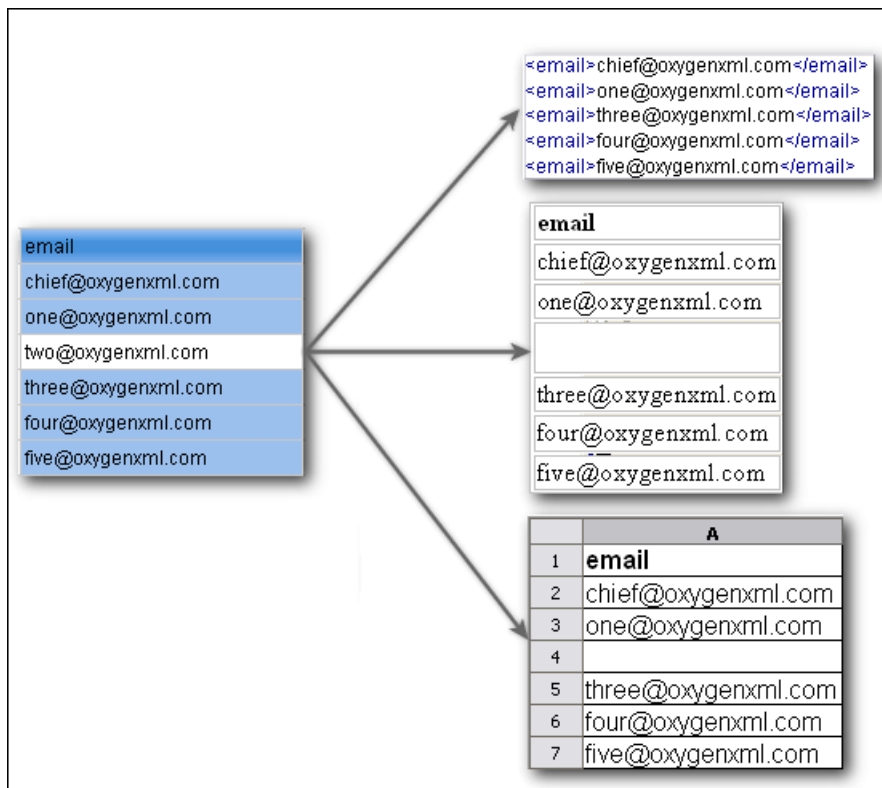 email
chief@oxygenxml.com
one@oxygenxml.com
two@oxygenxml.com
three@oxygenxml.com
four@oxygenxml.com
five@oxygenxml.com
<email>chief@oxygenxml.com</email>
<email>one@oxygenxml.com</email>
<email>three@oxygenxml.com</email>
<email>four@oxygenxml.com</email>
<email>five@oxygenxml.com</email>
email
chief@oxygenxml.com
one@oxygenxml.com
three@oxygenxml.com
four@oxygenxml.com
five@oxygenxml.com
A
1 email
2 chief@oxygenxml.com
3 one@oxygenxml.com
4
5 three@oxygenxml.com
6 four@oxygenxml.com
7 five@oxygenxml.com